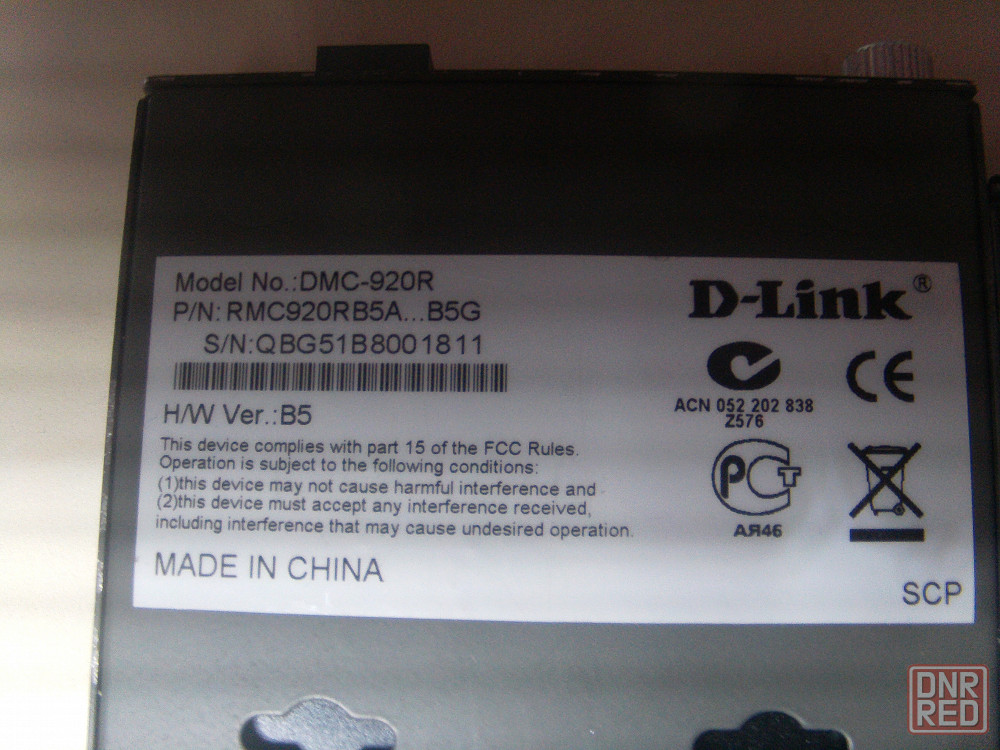 Model No.:DMC-920R
P/N: RMC920RB5A...B5G
S/N:QBG51B8001811
H/W Ver.:B5
This device complies with part 15 of the FCC Rules.
Operation is subject to the following conditions:
(1)this device may not cause harmful interference and
(2)this device must accept any interference received,
including interference that may cause undesired operation.
MADE IN CHINA
D-Link®
CE
ACN 052 202 838
Z576
РСТ
АЯ46
SCP
DNR
RED